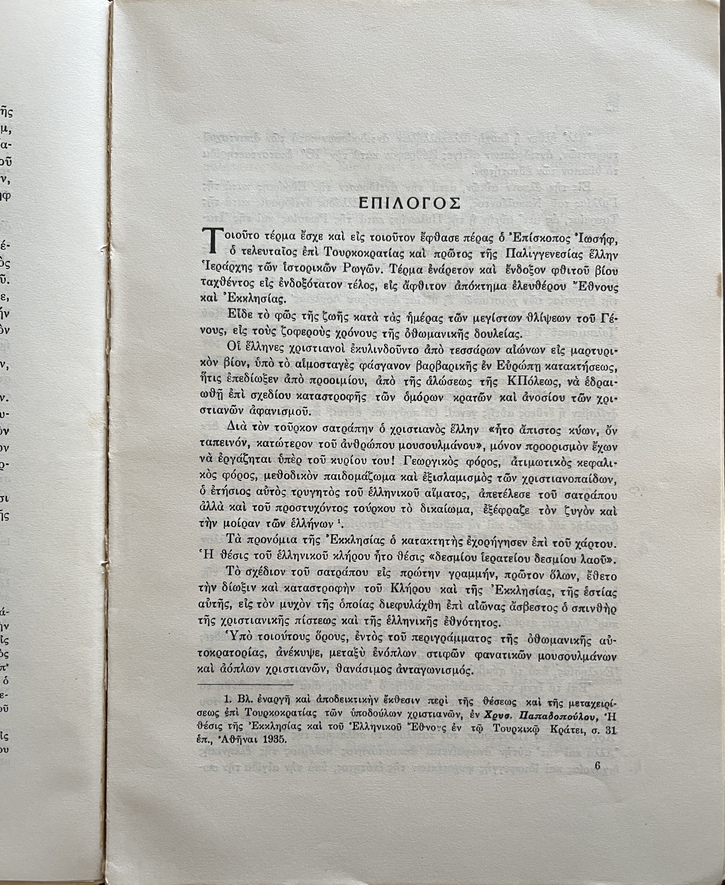 ΕΠΙΛΟΓΟΣ
Τοιοῦτο τέρμα ἔσχε καὶ εἰς τοιοῦτον ἔφθασε πέρας ὁ Ἐπίσκοπος Ἰωσήφ,
ὁ τελευταῖος ἐπὶ Τουρκοκρατίας καὶ πρῶτος τῆς Παλιγγενεσίας ἕλλην
Ἱεράρχης τῶν ἱστορικῶν Ρωγῶν. Τέρμα ἐνάρετον καὶ ἔνδοξον φθιτοῦ βίου
ταχθέντος εἰς ἐνδοξότατον τέλος, εἰς ἄφθιτον ἀπόκτημα ἐλευθέρου Ἔθνους
καὶ Ἐκκλησίας.
Εἶδε τὸ φῶς τῆς ζωῆς κατὰ τὰς ἡμέρας τῶν μεγίστων θλίψεων τοῦ Γέ-
νους, εἰς τοὺς ζοφεροὺς χρόνους τῆς ὀθωμανικῆς δουλείας.
Οἱ ἕλληνες χριστιανοὶ ἐκυλινδοῦντο ἀπὸ τεσσάρων αἰώνων εἰς μαρτυρι-
κὸν βίον, ὑπὸ τὸ αἱμοσταγὲς φάσγανον βαρβαρικῆς ἐν Εὐρώπῃ κατακτήσεως,
ἥτις ἐπεδίωξεν ἀπὸ προοιμίου, ἀπὸ τῆς ἁλώσεως τῆς ΚΠόλεως, νὰ ἑδραι-
ωθῇ ἐπὶ σχεδίου καταστροφῆς τῶν ὁμόρων κρατῶν καὶ ἀνοσίου τῶν χρι-
στιανῶν ἀφανισμοῦ.
Διὰ τὸν τοῦρκον σατράπην ὁ χριστιανὸς ἕλλην «ἦτο ἄπιστος κύων, ὂν
ταπεινόν, κατώτερον τοῦ ἀνθρώπου μουσουλμάνου», μόνον προορισμὸν ἔχων
νὰ ἐργάζηται ὑπὲρ τοῦ κυρίου του! Γεωργικὸς φόρος, ἀτιμωτικὸς κεφαλι-
κὸς φόρος, μεθοδικὸν παιδομάζωμα καὶ ἐξισλαμισμὸς τῶν χριστιανοπαίδων,
ὁ ἐτήσιος αὐτὸς τρυγητὸς τοῦ ἑλληνικοῦ αἵματος, ἀπετέλεσε τοῦ σατράπου
ἀλλὰ καὶ τοῦ προστυχόντος τούρκου τὸ δικαίωμα, ἐξέφραζε τὸν ζυγὸν καὶ
τὴν μοίραν τῶν ἑλλήνων ¹.
Τὰ προνόμια τῆς Ἐκκλησίας ὁ κατακτητὴς ἐχορήγησεν ἐπὶ τοῦ χάρτου.
Ἡ θέσις τοῦ ἑλληνικοῦ κλήρου ἦτο θέσις «δεσμίου ἱερατείου δεσμίου λαοῦ».
Τὸ σχέδιον τοῦ σατράπου εἰς πρώτην γραμμήν, πρῶτον ὅλων, ἔθετο
τὴν δίωξιν καὶ καταστροφὴν τοῦ Κλήρου καὶ τῆς Ἐκκλησίας, τῆς ἑστίας
αὐτῆς, εἰς τὸν μυχὸν τῆς ὁποίας διεφυλάχθη ἐπὶ αἰῶνας ἄσβεστος ὁ σπινθὴρ
τῆς χριστιανικῆς πίστεως καὶ τῆς ἑλληνικῆς ἐθνότητος.
Ὑπὸ τοιούτους ὅρους, ἐντὸς τοῦ περιγράμματος τῆς ὀθωμανικῆς αὐ-
τοκρατορίας, ἀνέκυψε, μεταξὺ ἐνόπλων στιφῶν φανατικῶν μουσουλμάνων
καὶ ἀόπλων χριστιανῶν, θανάσιμος ἀνταγωνισμός.
1. Βλ. ἐναργῆ καὶ ἀποδεικτικὴν ἔκθεσιν περὶ τῆς θέσεως καὶ τῆς μεταχειρί-
σεως ἐπὶ Τουρκοκρατίας τῶν ὑποδούλων χριστιανῶν, ἐν Χρυσ. Παπαδοπούλου, Ἡ
θέσις τῆς Ἐκκλησίας καὶ τοῦ Ἑλληνικοῦ Ἔθνους ἐν τῷ Τουρκικῷ Κράτει, σ. 31
ἑπ., Ἀθῆναι 1935.
6